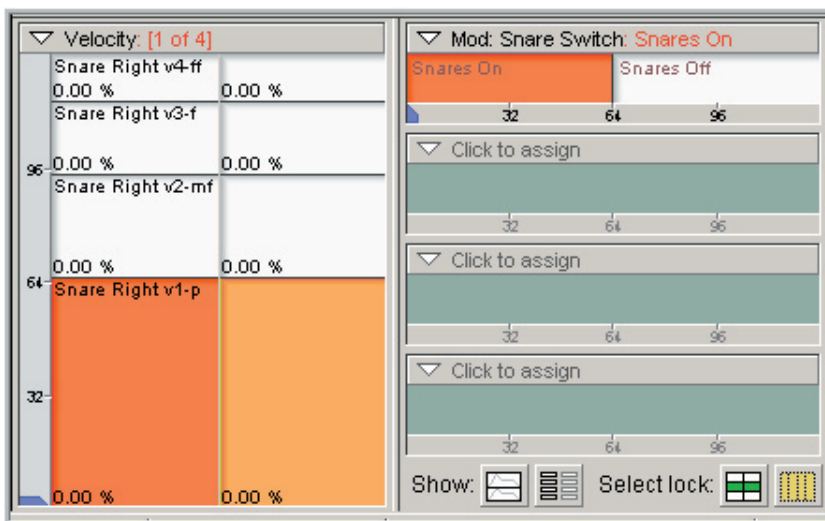 Velocity: [1 of 4]
Snare Right v4-ff
0.00 % 0.00 %
Snare Right v3-f
96 0.00 % 0.00 %
Snare Right v2-mf
0.00 % 0.00 %
64 Snare Right v1-p
32
0.00 % 0.00 %
Mod: Snare Switch: Snares On
Snares On Snares Off
32 64 96
Click to assign
32 64 96
Click to assign
32 64 96
Click to assign
32 64 96
Show: Select lock: